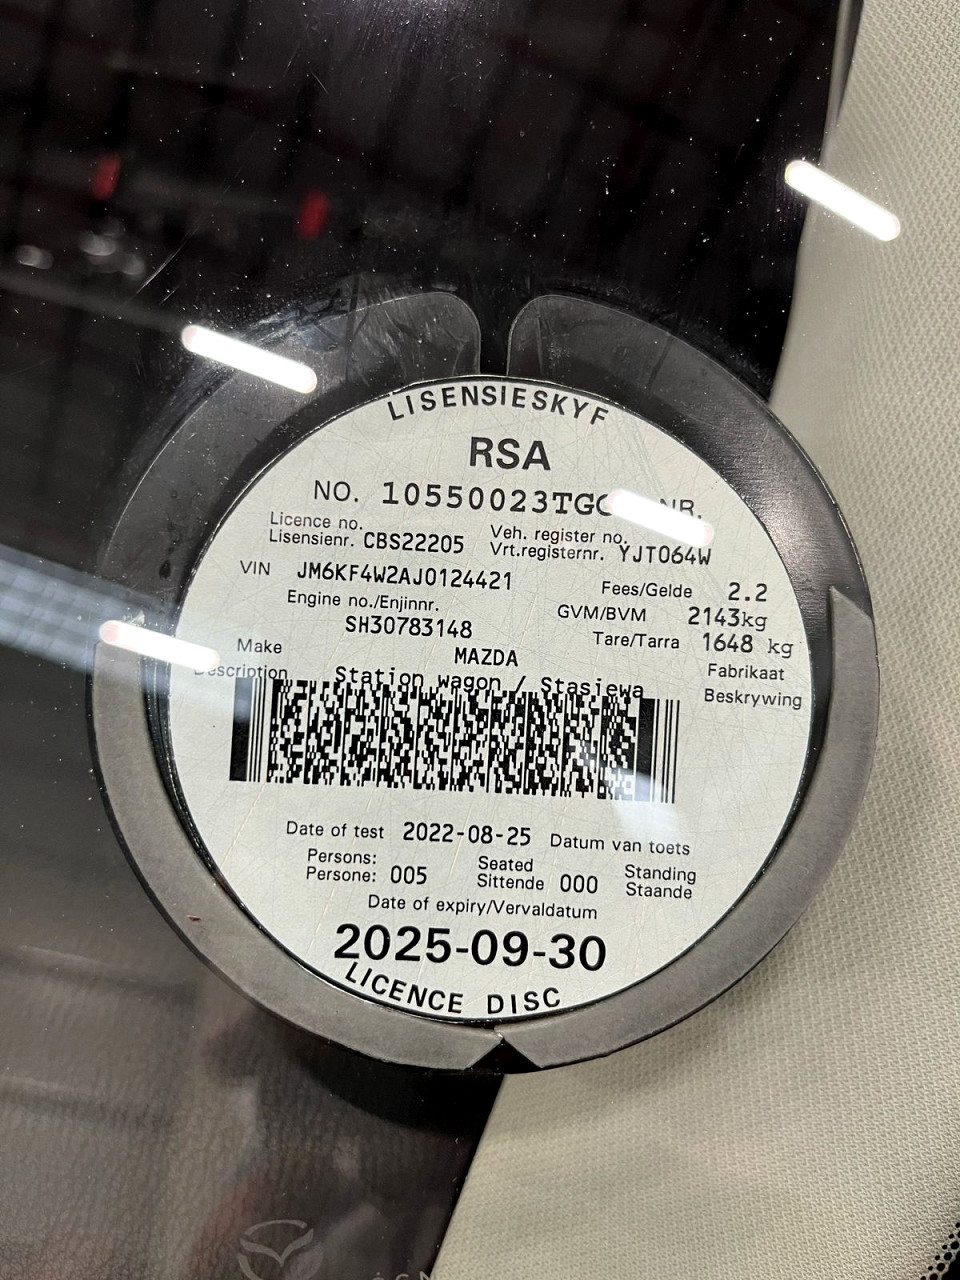 LISENSIESKYF
RSA
NO. 10550023TG NR.
Licence no. Veh. register no.
Lisensienr. CBS22205 Vrt.registernr. YJT064W
VIN JM6KF4W2AJ0124421 Fees/Gelde 2.2
Engine no./Enjinnr. GVM/BVM 2143kg
SH30783148 Tare/Tarra 1648 kg
Make MAZDA Fabrikaat
Description Station wagon / Stasiewa Beskrywing
Date of test 2022-08-25 Datum van toets
Persons: Seated Standing
Persone: 005 Sittende 000 Staande
Date of expiry/Vervaldatum
2025-09-30
LICENCE DISC